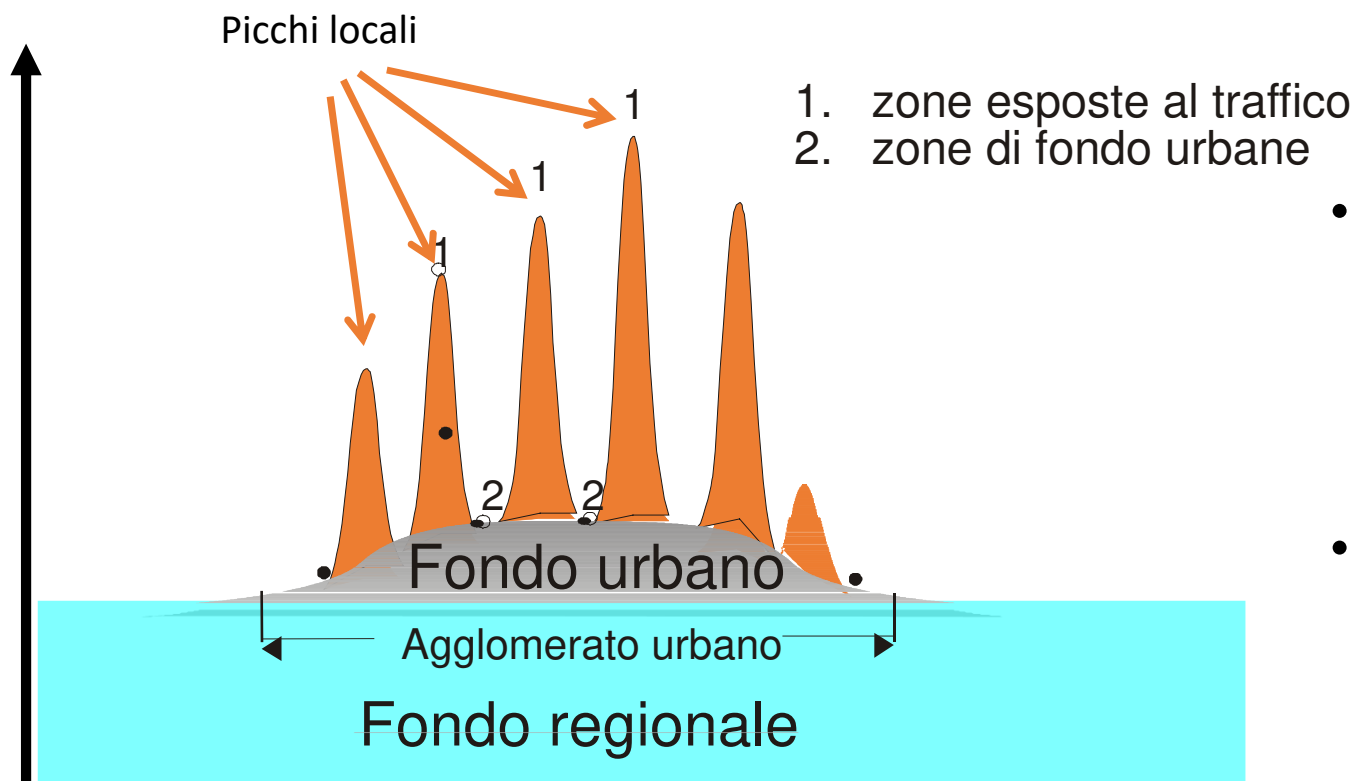 Picchi locali
1
1. zone esposte al traffico
2. zone di fondo urbane
1
1
2
2
Fondo urbano
Agglomerato urbano
Fondo regionale